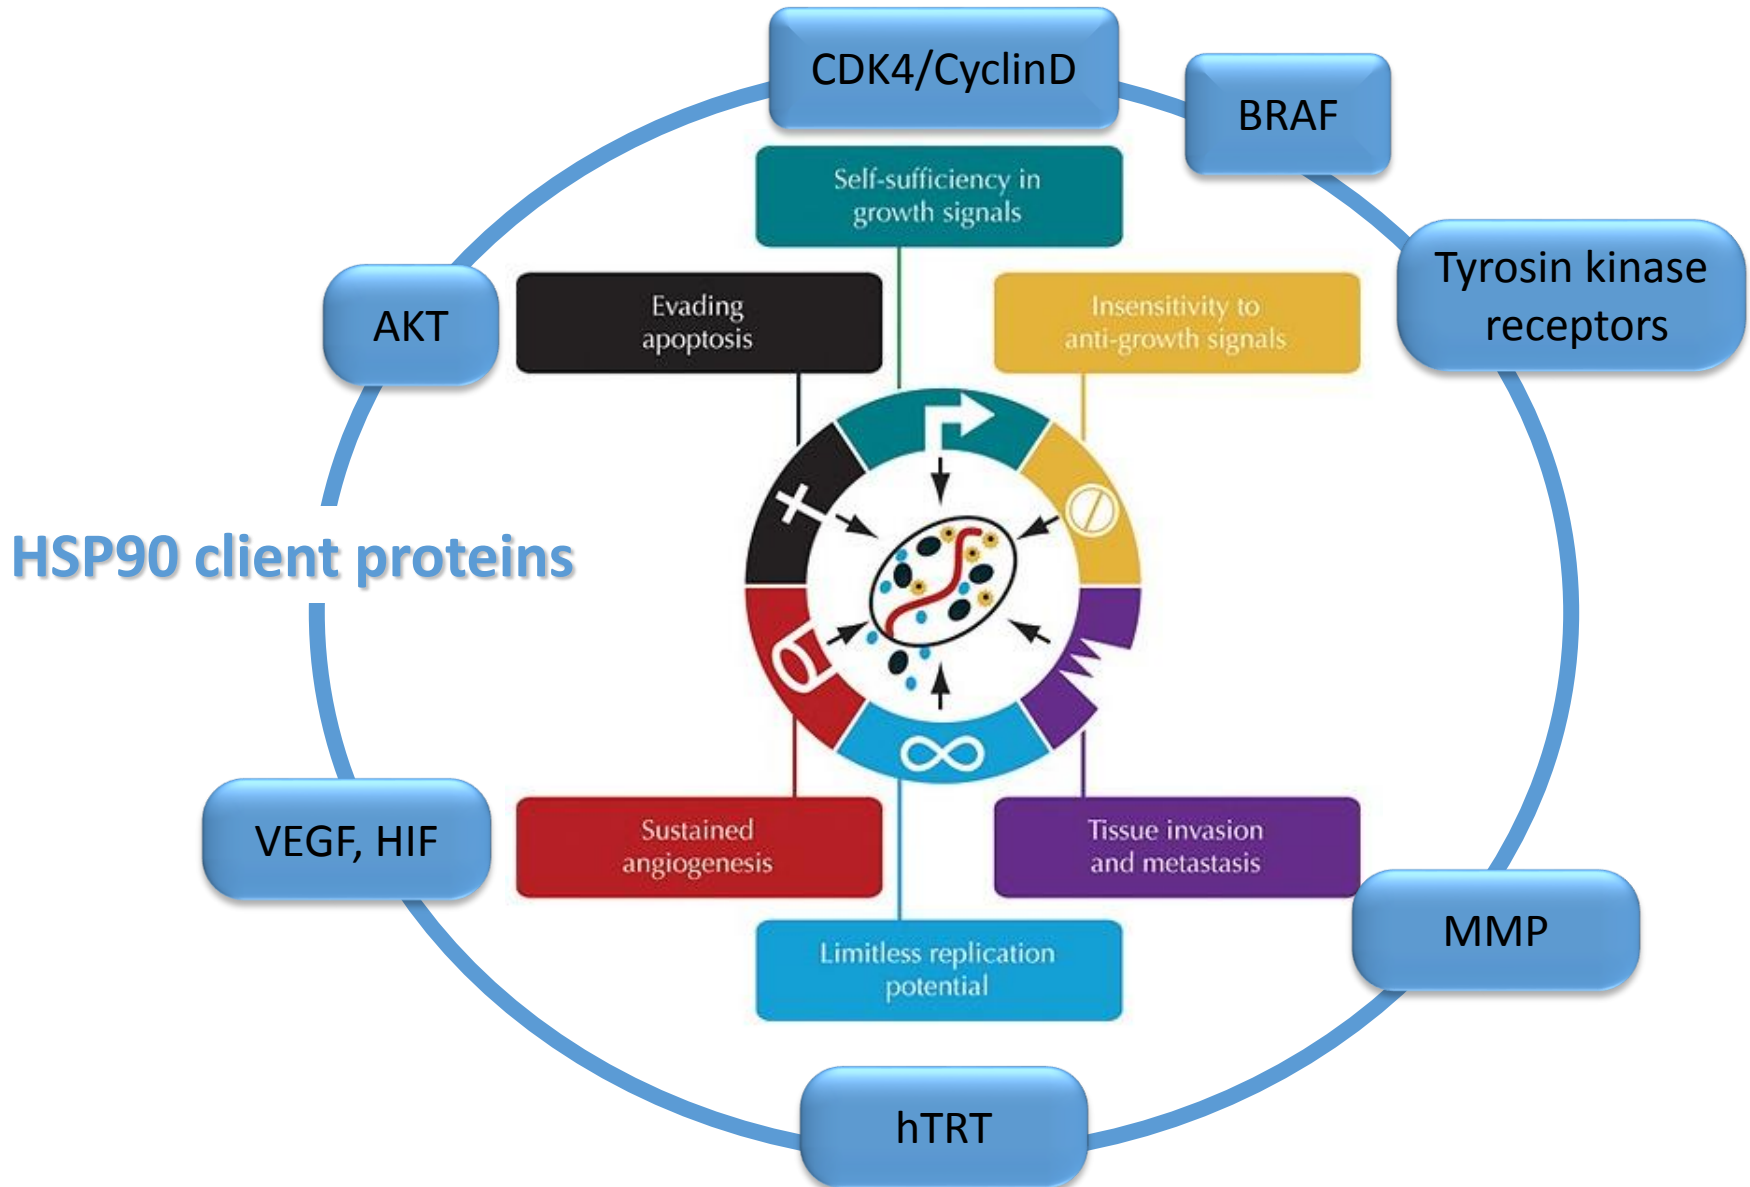 CDK4/CyclinD
BRAF
Self-sufficiency in
growth signals
Tyrosin kinase
receptors
AKT
Evading
apoptosis
Insensitivity to
anti-growth signals
HSP90 client proteins
VEGF, HIF
Sustained
angiogenesis
Tissue invasion
and metastasis
MMP
Limitless replication
potential
hTRT